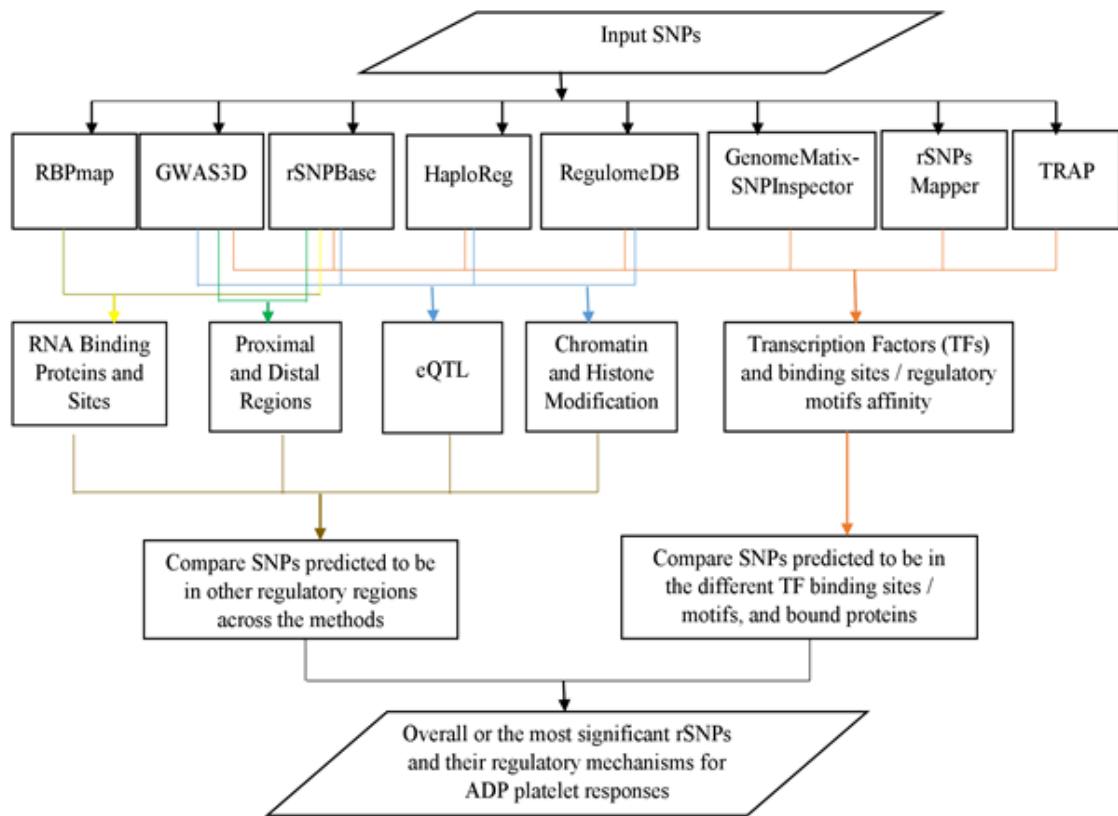 Input SNPs
RBPmap
GWAS3D
rSNPBase
HaploReg
RegulomeDB
GenomeMatix-
SNPInspector
rSNPs
Mapper
TRAP
RNA Binding
Proteins and
Sites
Proximal
and Distal
Regions
eQTL
Chromatin
and Histone
Modification
Transcription Factors (TFs)
and binding sites / regulatory
motifs affinity
Compare SNPs predicted to be
in other regulatory regions
across the methods
Compare SNPs predicted to be in
the different TF binding sites /
motifs, and bound proteins
Overall or the most significant rSNPs
and their regulatory mechanisms for
ADP platelet responses